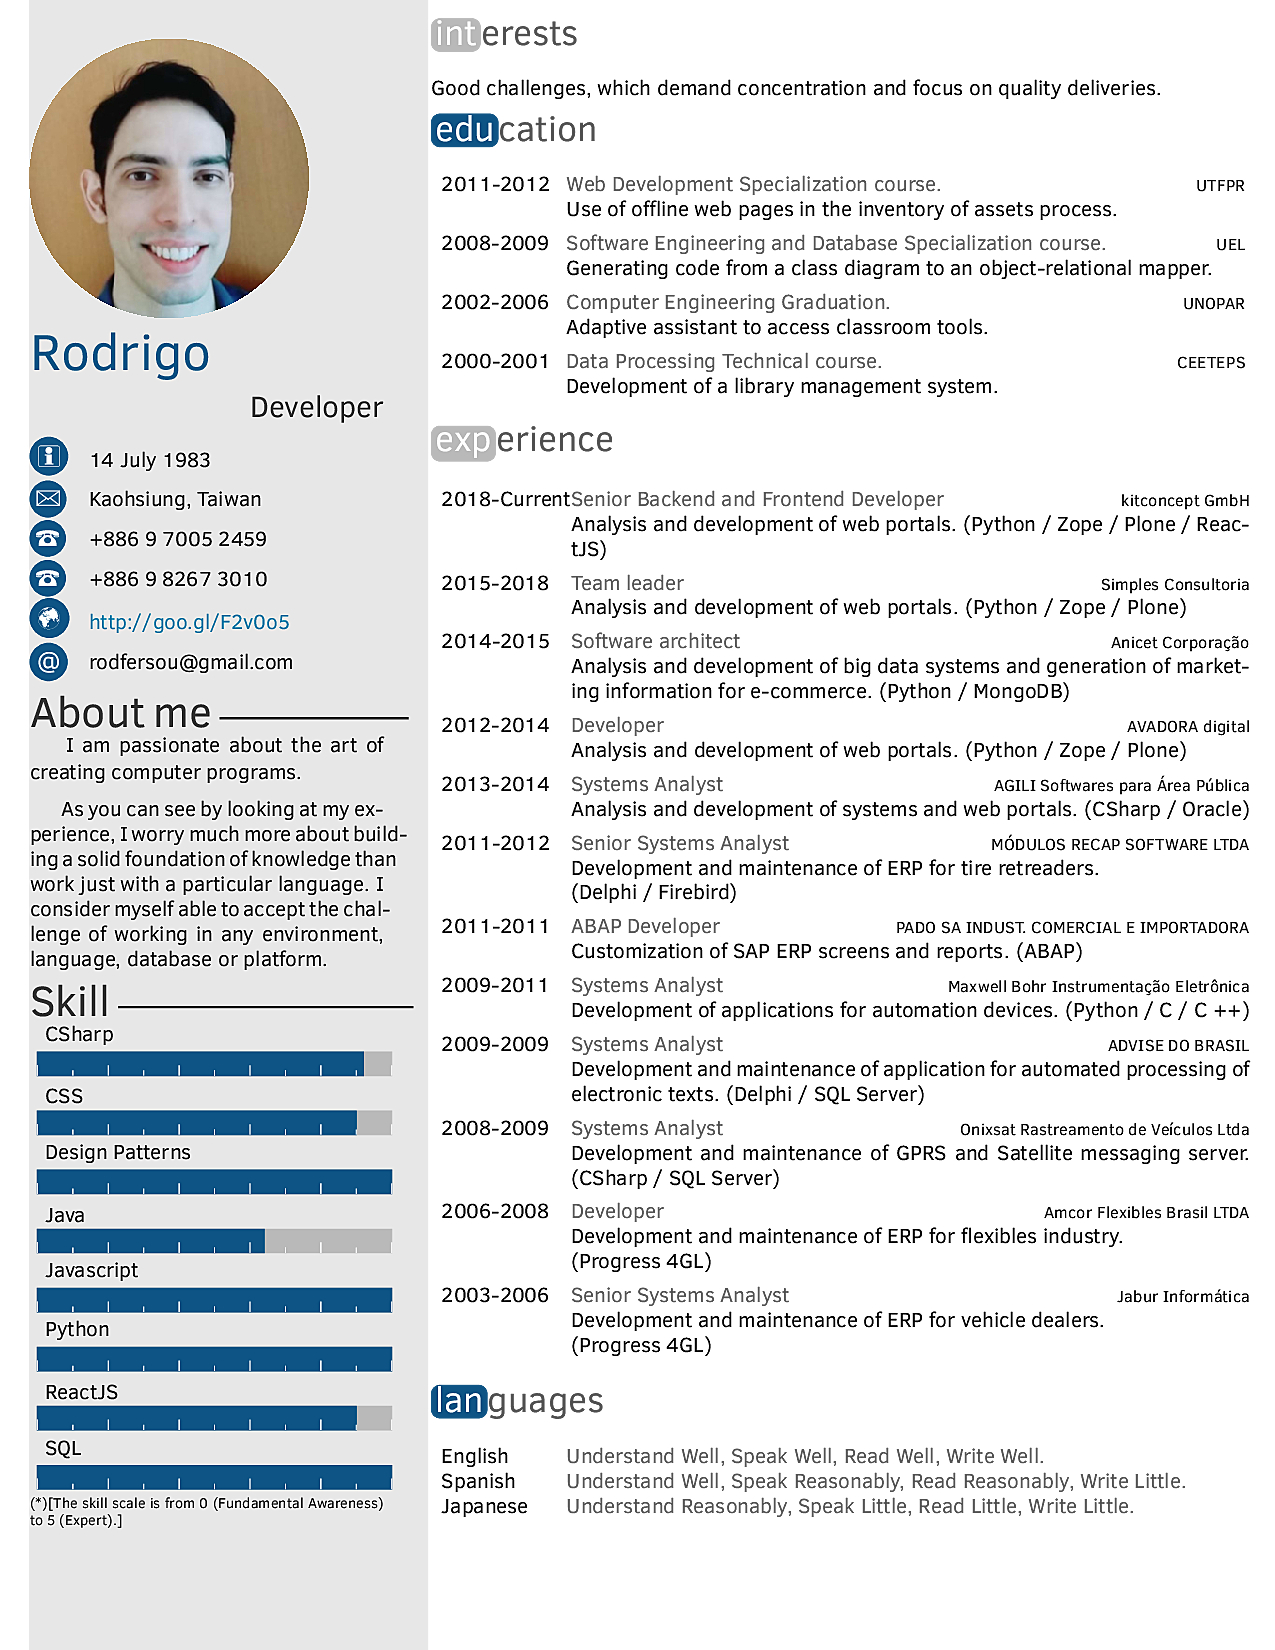 Rodrigo
Developer
14 July 1983
Kaohsiung, Taiwan
+886 9 7005 2459
+886 9 8267 3010
http://goo.gl/F2v0o5
@ rodfersou@gmail.com
About me
I am passionate about the art of
creating computer programs.
As you can see by looking at my ex-
perience, I worry much more about build-
ing a solid foundation of knowledge than
work just with a particular language. I
consider myself able to accept the chal-
lenge of working in any environment,
language, database or platform.
Skill
CSharp
CSS
Design Patterns
Java
Javascript
Python
ReactJS
SQL
(*)[The skill scale is from 0 (Fundamental Awareness)
to 5 (Expert).]
interests
Good challenges, which demand concentration and focus on quality deliveries.
education
2011-2012 Web Development Specialization course. UTFPR
Use of offline web pages in the inventory of assets process.
2008-2009 Software Engineering and Database Specialization course. UEL
Generating code from a class diagram to an object-relational mapper.
2002-2006 Computer Engineering Graduation. UNOPAR
Adaptive assistant to access classroom tools.
2000-2001 Data Processing Technical course. CEETEPS
Development of a library management system.
experience
2018-Current Senior Backend and Frontend Developer kitconcept GmbH
Analysis and development of web portals. (Python / Zope / Plone / Reac-
tJS)
2015-2018 Team leader Simples Consultoria
Analysis and development of web portals. (Python / Zope / Plone)
2014-2015 Software architect Anicet Corporação
Analysis and development of big data systems and generation of market-
ing information for e-commerce. (Python / MongoDB)
2012-2014 Developer AVADORA digital
Analysis and development of web portals. (Python / Zope / Plone)
2013-2014 Systems Analyst AGILI Softwares para Área Pública
Analysis and development of systems and web portals. (CSharp / Oracle)
2011-2012 Senior Systems Analyst MÓDULOS RECAP SOFTWARE LTDA
Development and maintenance of ERP for tire retreaders.
(Delphi / Firebird)
2011-2011 ABAP Developer PADO SA INDUST. COMERCIAL E IMPORTADORA
Customization of SAP ERP screens and reports. (ABAP)
2009-2011 Systems Analyst Maxwell Bohr Instrumentação Eletrônica
Development of applications for automation devices. (Python / C / C ++)
2009-2009 Systems Analyst ADVISE DO BRASIL
Development and maintenance of application for automated processing of
electronic texts. (Delphi / SQL Server)
2008-2009 Systems Analyst Onixsat Rastreamento de Veículos Ltda
Development and maintenance of GPRS and Satellite messaging server.
(CSharp / SQL Server)
2006-2008 Developer Amcor Flexibles Brasil LTDA
Development and maintenance of ERP for flexibles industry.
(Progress 4GL)
2003-2006 Senior Systems Analyst Jabur Informática
Development and maintenance of ERP for vehicle dealers.
(Progress 4GL)
languages
English Understand Well, Speak Well, Read Well, Write Well.
Spanish Understand Well, Speak Reasonably, Read Reasonably, Write Little.
Japanese Understand Reasonably, Speak Little, Read Little, Write Little.